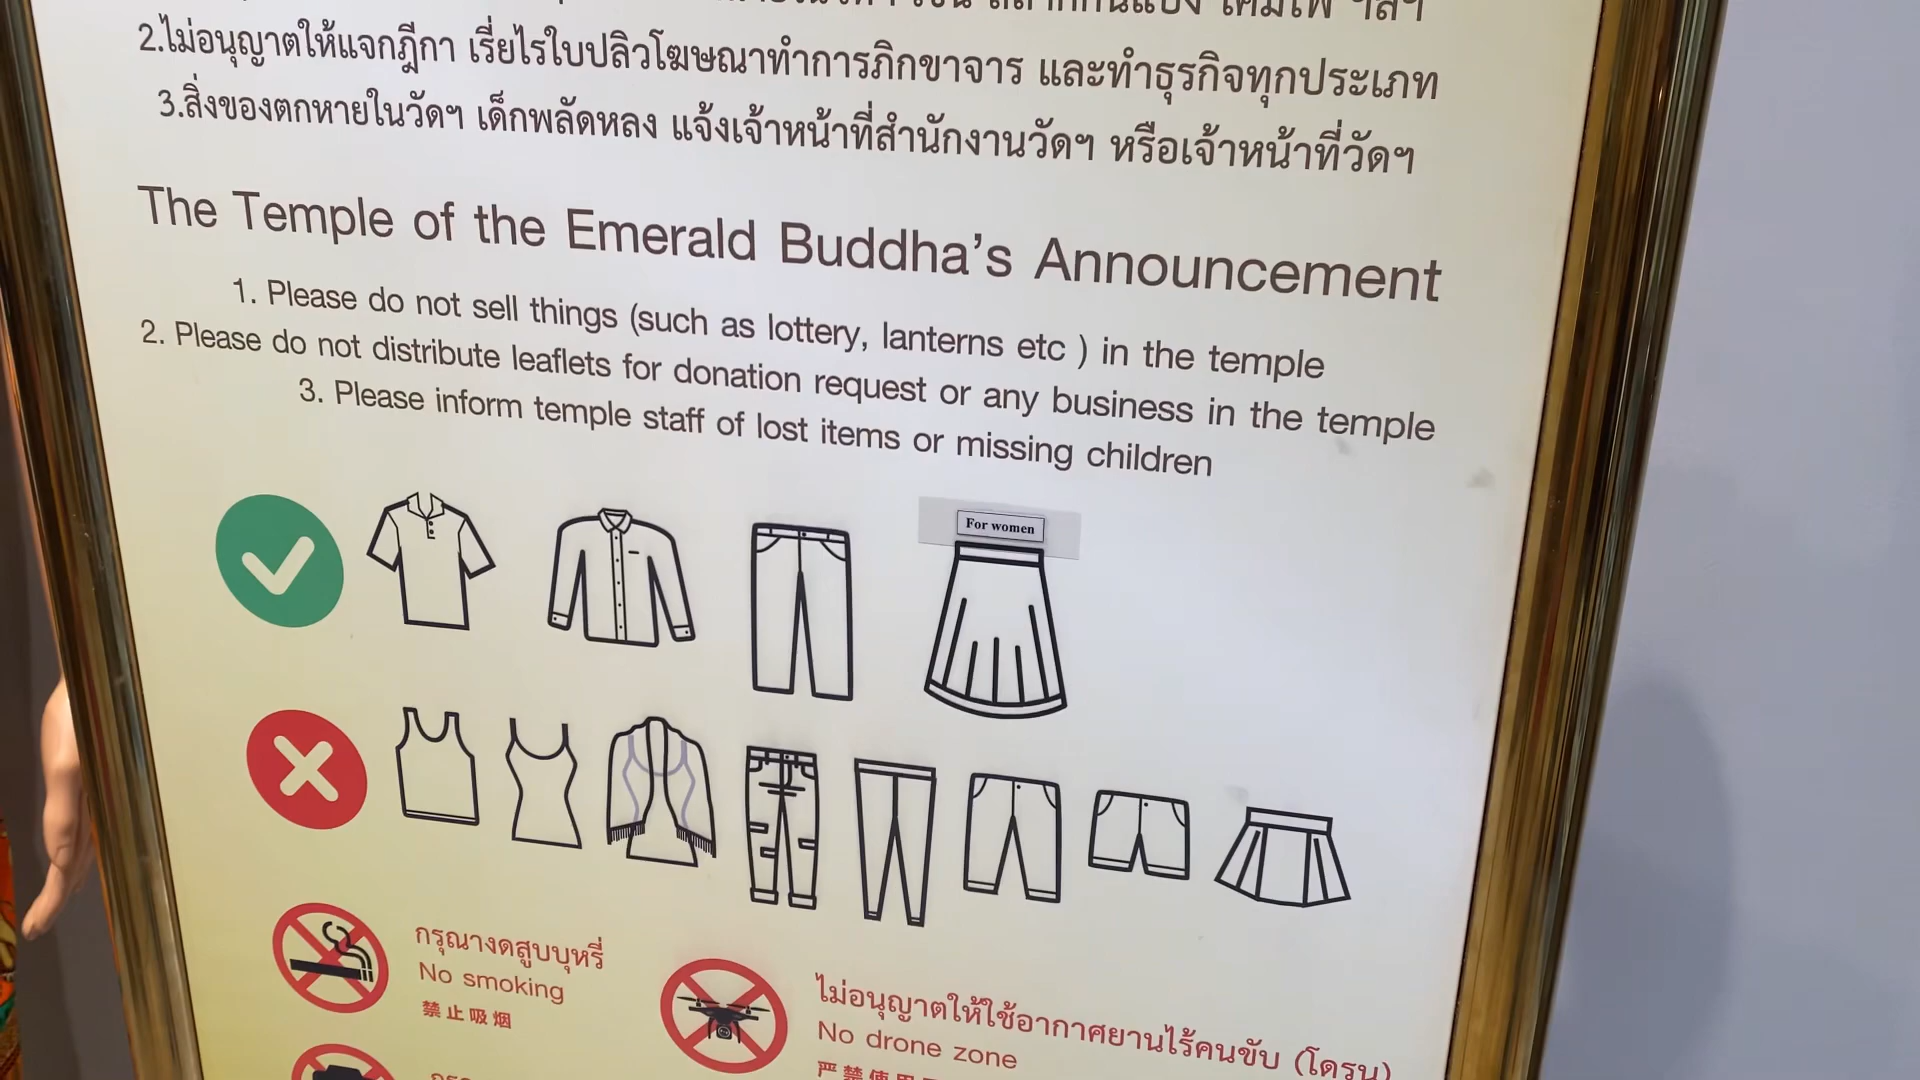 2.ไม่อนุญาตให้แจกฎีกา เรี่ยไรใบปลิวโฆษณาทำการภิกขาจาร และทำธุรกิจทุกประเภท
3.สิ่งของตกหายในวัดฯ เด็กพลัดหลง แจ้งเจ้าหน้าที่สำนักงานวัดฯ หรือเจ้าหน้าที่วัดฯ
The Temple of the Emerald Buddha's Announcement
1. Please do not sell things (such as lottery, lanterns etc ) in the temple
2. Please do not distribute leaflets for donation request or any business in the temple
3. Please inform temple staff of lost items or missing children
For women
กรุณางดสูบบุหรี่
No smoking
禁止吸烟
ไม่อนุญาตให้ใช้อากาศยานไร้คนขับ (โดรน)
No drone zone
严禁使用